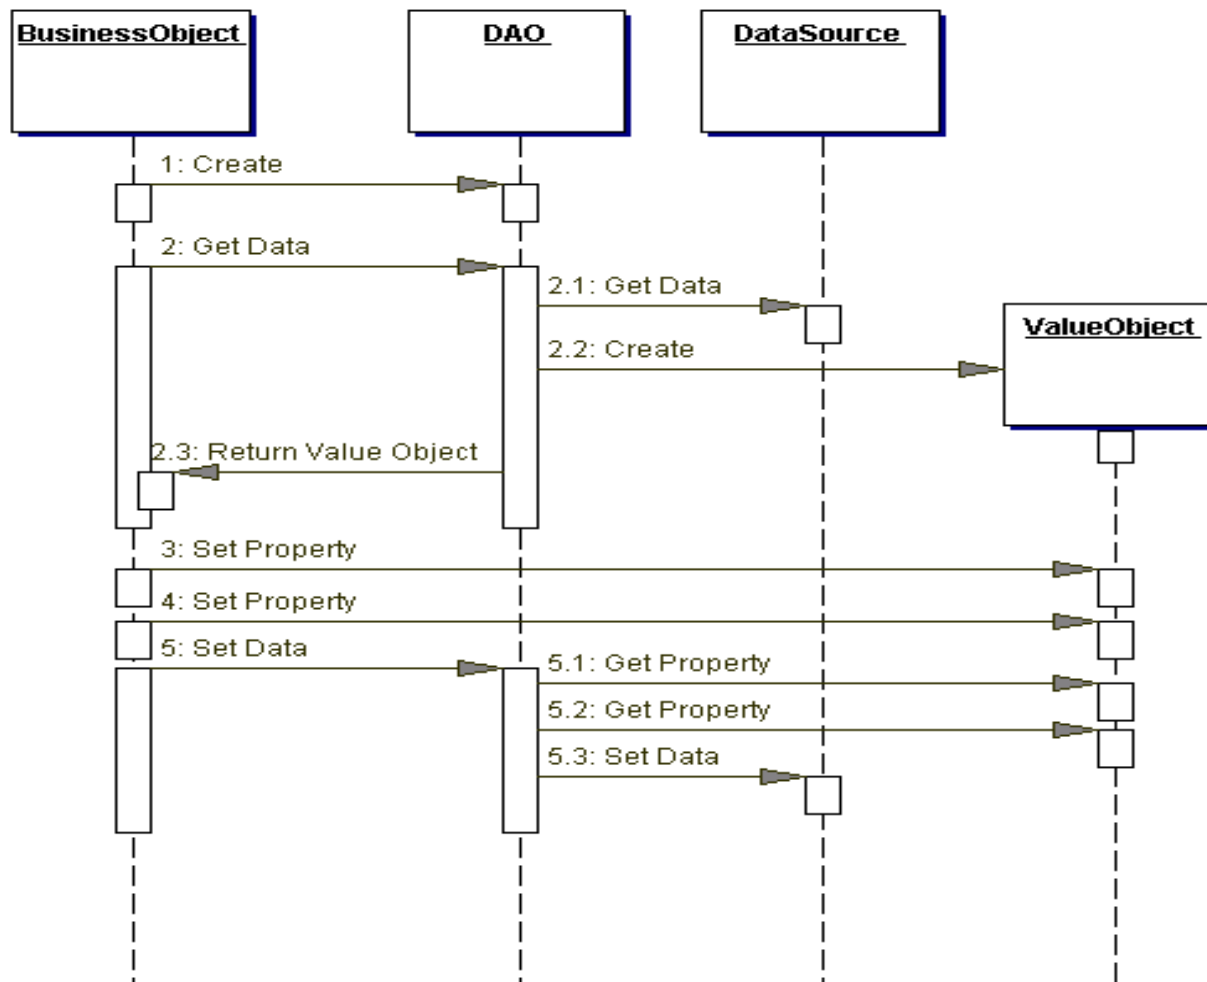 BusinessObject
DAO
DataSource
1: Create
2: Get Data
2.1: Get Data
ValueObject
2.2: Create
2.3: Return Value Object
3: Set Property
4: Set Property
5: Set Data
5.1: Get Property
5.2: Get Property
5.3: Set Data